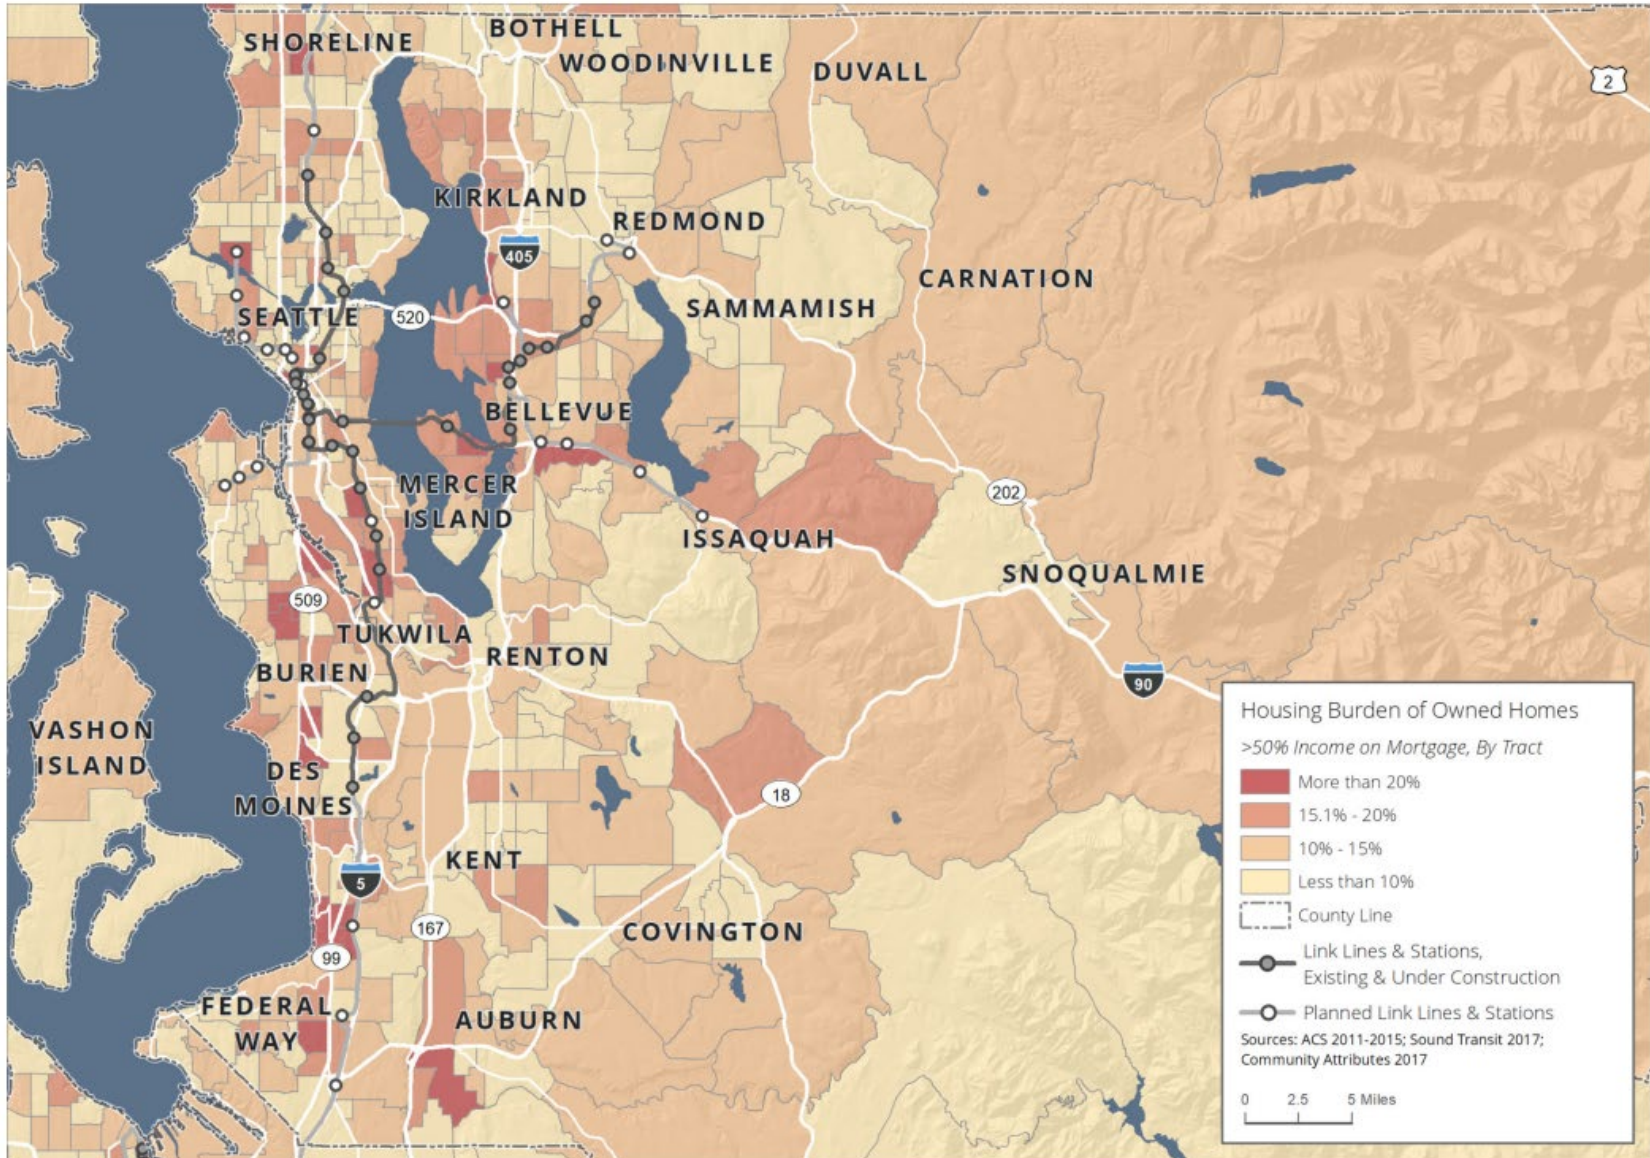 SHORELINE
BOTHELL
WOODINVILLE
DUVALL
2
KIRKLAND
REDMOND
405
CARNATION
SEATTLE
520
SAMMAMISH
BELLEVUE
MERCER
ISLAND
202
ISSAQUAH
SNOQUALMIE
509
TUKWILA
BURIEN
RENTON
90
VASHON
ISLAND
DES
MOINES
18
KENT
5
167
COVINGTON
99
FEDERAL
WAY
AUBURN
Housing Burden of Owned Homes
>50% Income on Mortgage, By Tract
More than 20%
15.1% - 20%
10% - 15%
Less than 10%
County Line
Link Lines & Stations,
Existing & Under Construction
Planned Link Lines & Stations
Sources: ACS 2011-2015; Sound Transit 2017;
Community Attributes 2017
0 2.5 5 Miles